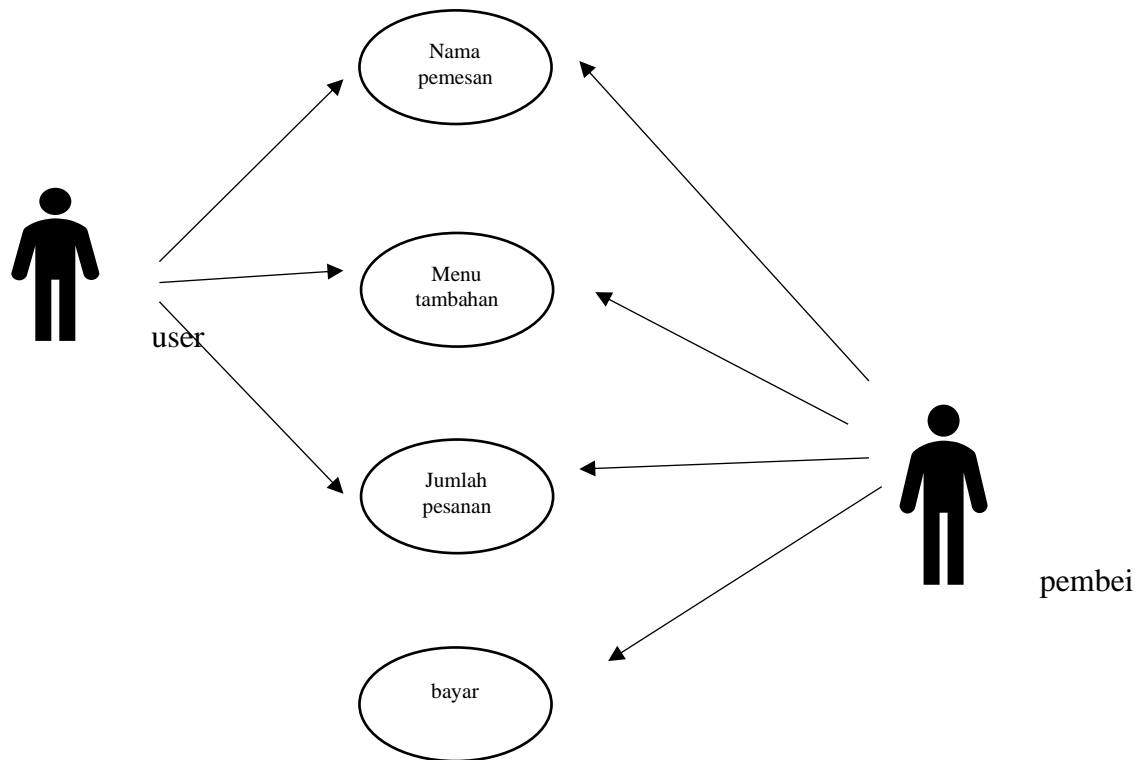 Nama
pemesan
Menu
tambahan
user
Jumlah
pesanan
pembei
bayar